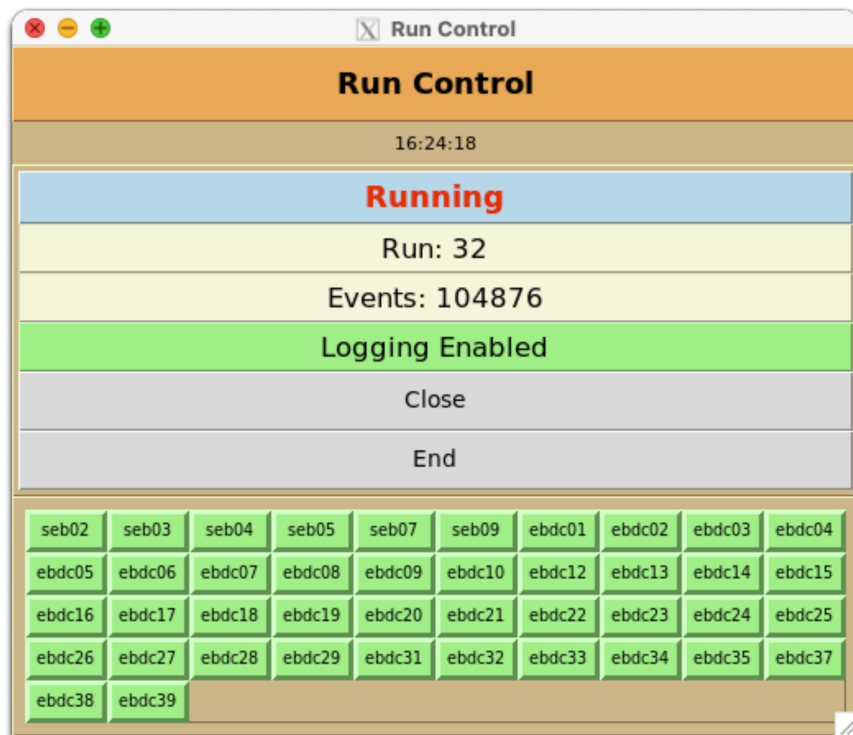 Run Control
Run Control
16:24:18
Running
Run: 32
Events: 104876
Logging Enabled
Close
End
seb02 seb03 seb04 seb05 seb07 seb09 ebdc01 ebdc02 ebdc03 ebdc04
ebdc05 ebdc06 ebdc07 ebdc08 ebdc09 ebdc10 ebdc12 ebdc13 ebdc14 ebdc15
ebdc16 ebdc17 ebdc18 ebdc19 ebdc20 ebdc21 ebdc22 ebdc23 ebdc24 ebdc25
ebdc26 ebdc27 ebdc28 ebdc29 ebdc31 ebdc32 ebdc33 ebdc34 ebdc35 ebdc37
ebdc38 ebdc39